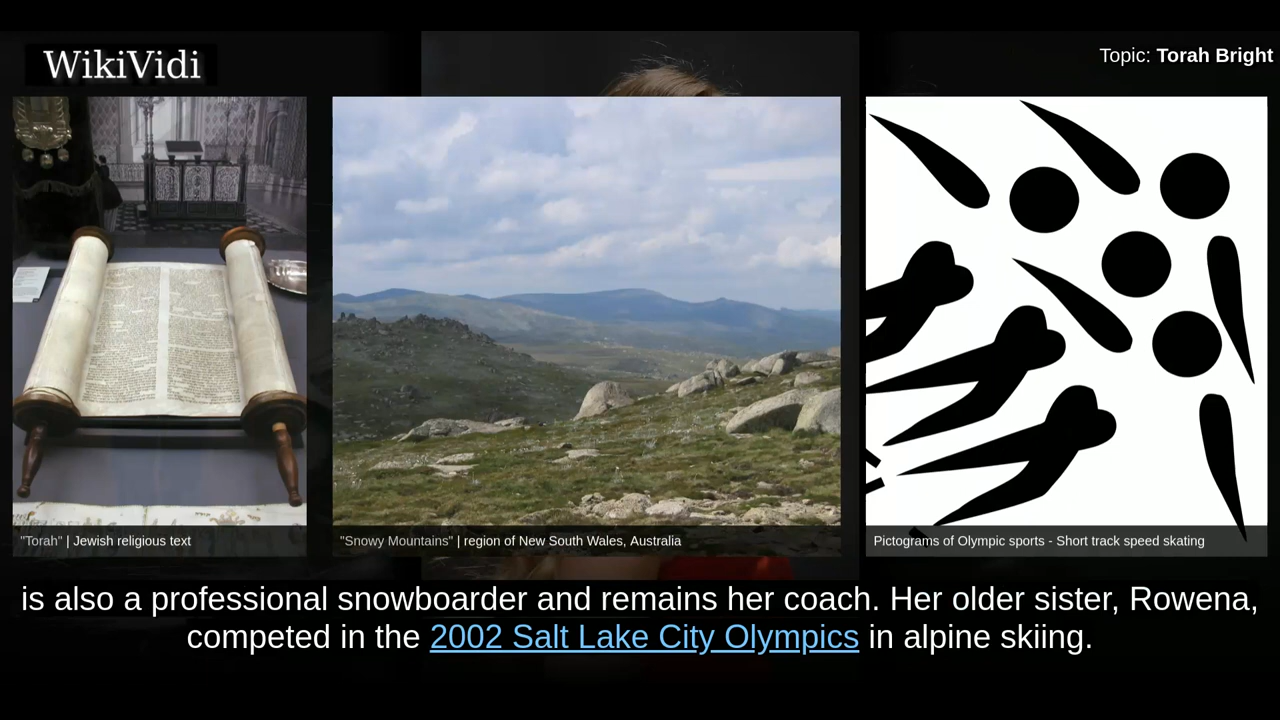 WikiVidi
Topic: Torah Bright
"Torah" | Jewish religious text
"Snowy Mountains" | region of New South Wales, Australia
Pictograms of Olympic sports - Short track speed skating
is also a professional snowboarder and remains her coach. Her older sister, Rowena,
competed in the 2002 Salt Lake City Olympics in alpine skiing.